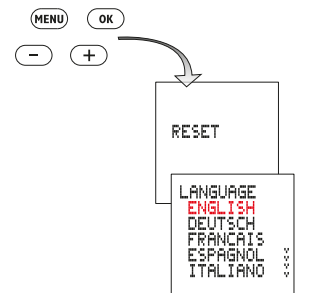 MENU OK
− +
RESET
LANGUAGE
ENGLISH
DEUTSCH
FRANCAIS
ESPAGNOL
ITALIANO